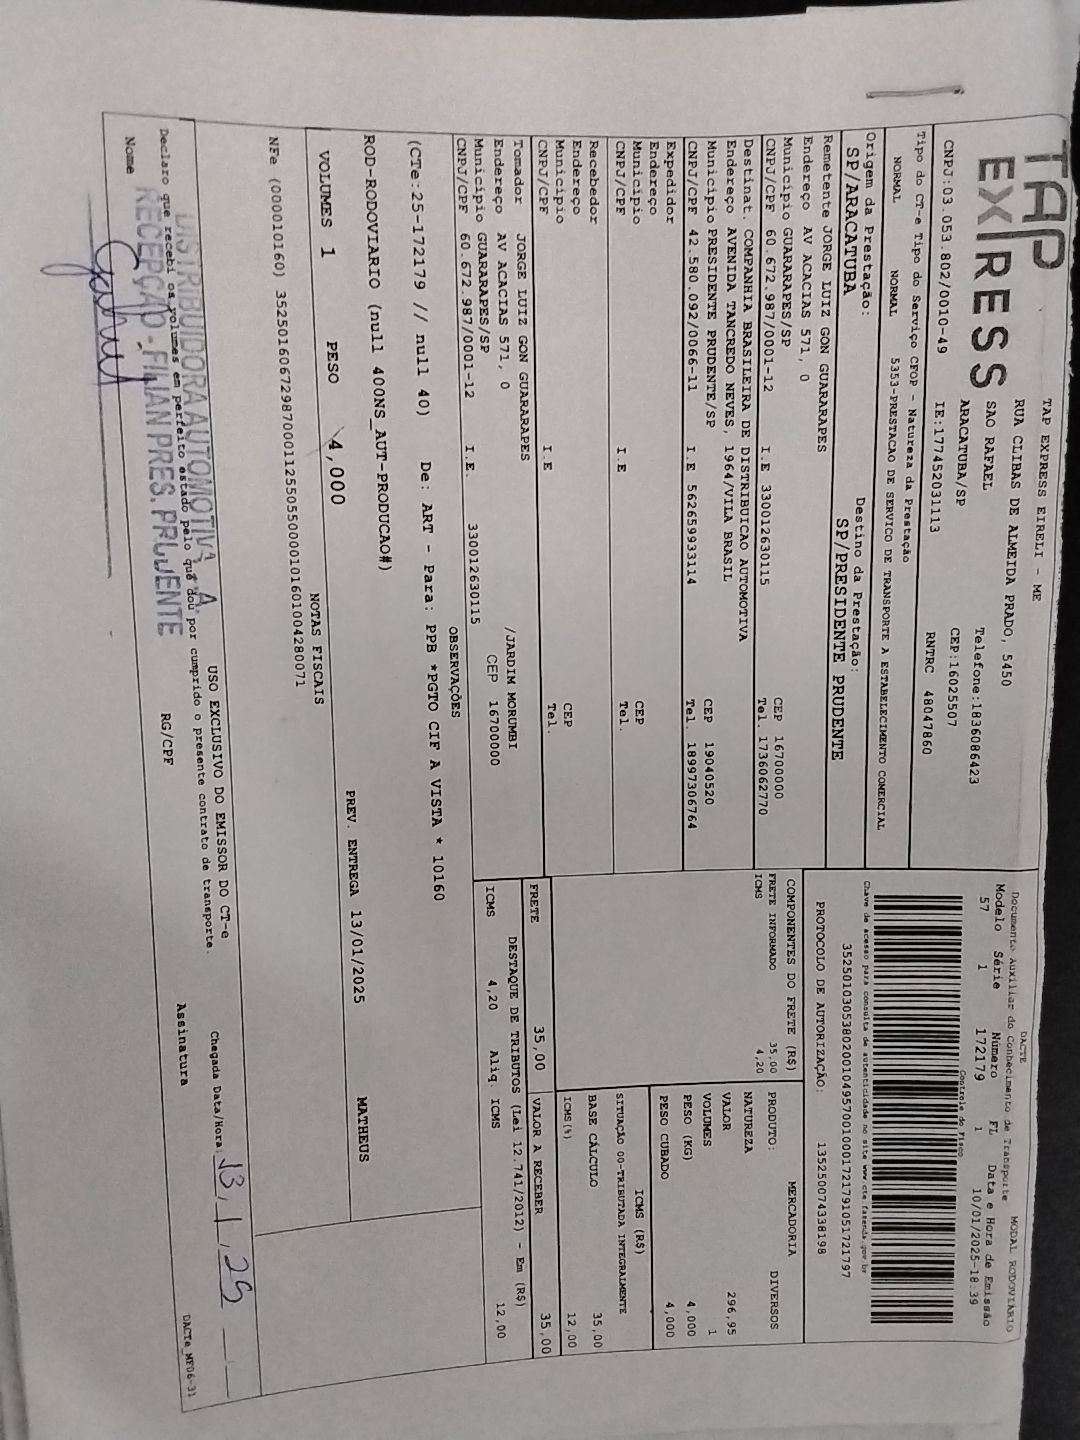 TAP
EXPRESS
TAP EXPRESS EIRELI - ME
RUA CLIBAS DE ALMEIDA PRADO, 5450
SAO RAFAEL
ARACATUBA/SP
Telefone:1836086423
CEP:16025507
CNPJ:03.053.802/0010-49
IE:177452031113
RNTRC 48047860
DACTE
Documento Auxiliar do Conhecimento de Transporte
MODAL RODOVIARIO
Modelo Série Número FL Data e Hora de Emissão
57 1 172179 1 10/01/2025-18:39
Controle do Fisco
Chave de acesso para consulta de autenticidade no site www.cte.fazenda.gov.br
35250103053802001049570010001721791051721797
PROTOCOLO DE AUTORIZAÇÃO: 135250074338198
Tipo do CT-e Tipo do Serviço CFOP - Natureza da Prestação
NORMAL NORMAL 5353-PRESTACAO DE SERVICO DE TRANSPORTE A ESTABELECIMENTO COMERCIAL
Origem da Prestação: Destino da Prestação:
SP/ARACATUBA SP/PRESIDENTE PRUDENTE
Remetente JORGE LUIZ GON GUARARAPES
Endereço AV ACACIAS 571, 0
Município GUARARAPES/SP CEP 16700000
CNPJ/CPF 60.672.987/0001-12 I.E 330012630115 Tel. 1736062770
Destinat. COMPANHIA BRASILEIRA DE DISTRIBUICAO AUTOMOTIVA
Endereço AVENIDA TANCREDO NEVES, 1964/VILA BRASIL
Município PRESIDENTE PRUDENTE/SP CEP 19040520
CNPJ/CPF 42.580.092/0066-11 I.E 562659933114 Tel. 18997306764
Expedidor
Endereço
Município CEP
CNPJ/CPF I.E Tel.
Recebedor
Endereço
Município CEP
CNPJ/CPF I.E Tel.
Tomador JORGE LUIZ GON GUARARAPES
Endereço AV ACACIAS 571, 0 /JARDIM MORUMBI
Município GUARARAPES/SP CEP 16700000
CNPJ/CPF 60.672.987/0001-12 I.E. 330012630115
COMPONENTES DO FRETE (R$)
FRETE INFORMADO 35,00
ICMS 4,20
PRODUTO: MERCADORIA DIVERSOS
NATUREZA
VALOR 296,95
VOLUMES 1
PESO (KG) 4,000
PESO CUBADO 4,000
ICMS (R$)
SITUAÇÃO 00-TRIBUTADA INTEGRALMENTE
BASE CÁLCULO 35,00
ICMS(%) 12,00
FRETE 35,00 VALOR A RECEBER 35,00
DESTAQUE DE TRIBUTOS (Lei 12.741/2012) - Em (R$)
ICMS 4,20 Aliq. ICMS 12,00
OBSERVAÇÕES
(CTe:25-172179 // null 40) De: ART - Para: PPB *PGTO CIF A VISTA * 10160
ROD-RODOVIARIO (null 400NS_AUT-PRODUCAO#)
VOLUMES 1 PESO 4,000 PREV. ENTREGA 13/01/2025 MATHEUS
NOTAS FISCAIS
NFe (000010160) 35250160672987000112550550000101601004280071
USO EXCLUSIVO DO EMISSOR DO CT-e
Chegada Data/Hora: 13/1/25
Declaro que recebi os volumes em perfeito estado pelo que dou por cumprido o presente contrato de transporte.
Nome RG/CPF Assinatura
DISTRIBUIDORA AUTOMOTIVA
RECEPÇÃO - FILIAN PRES. PRUDENTE
DACTe_MF06-31